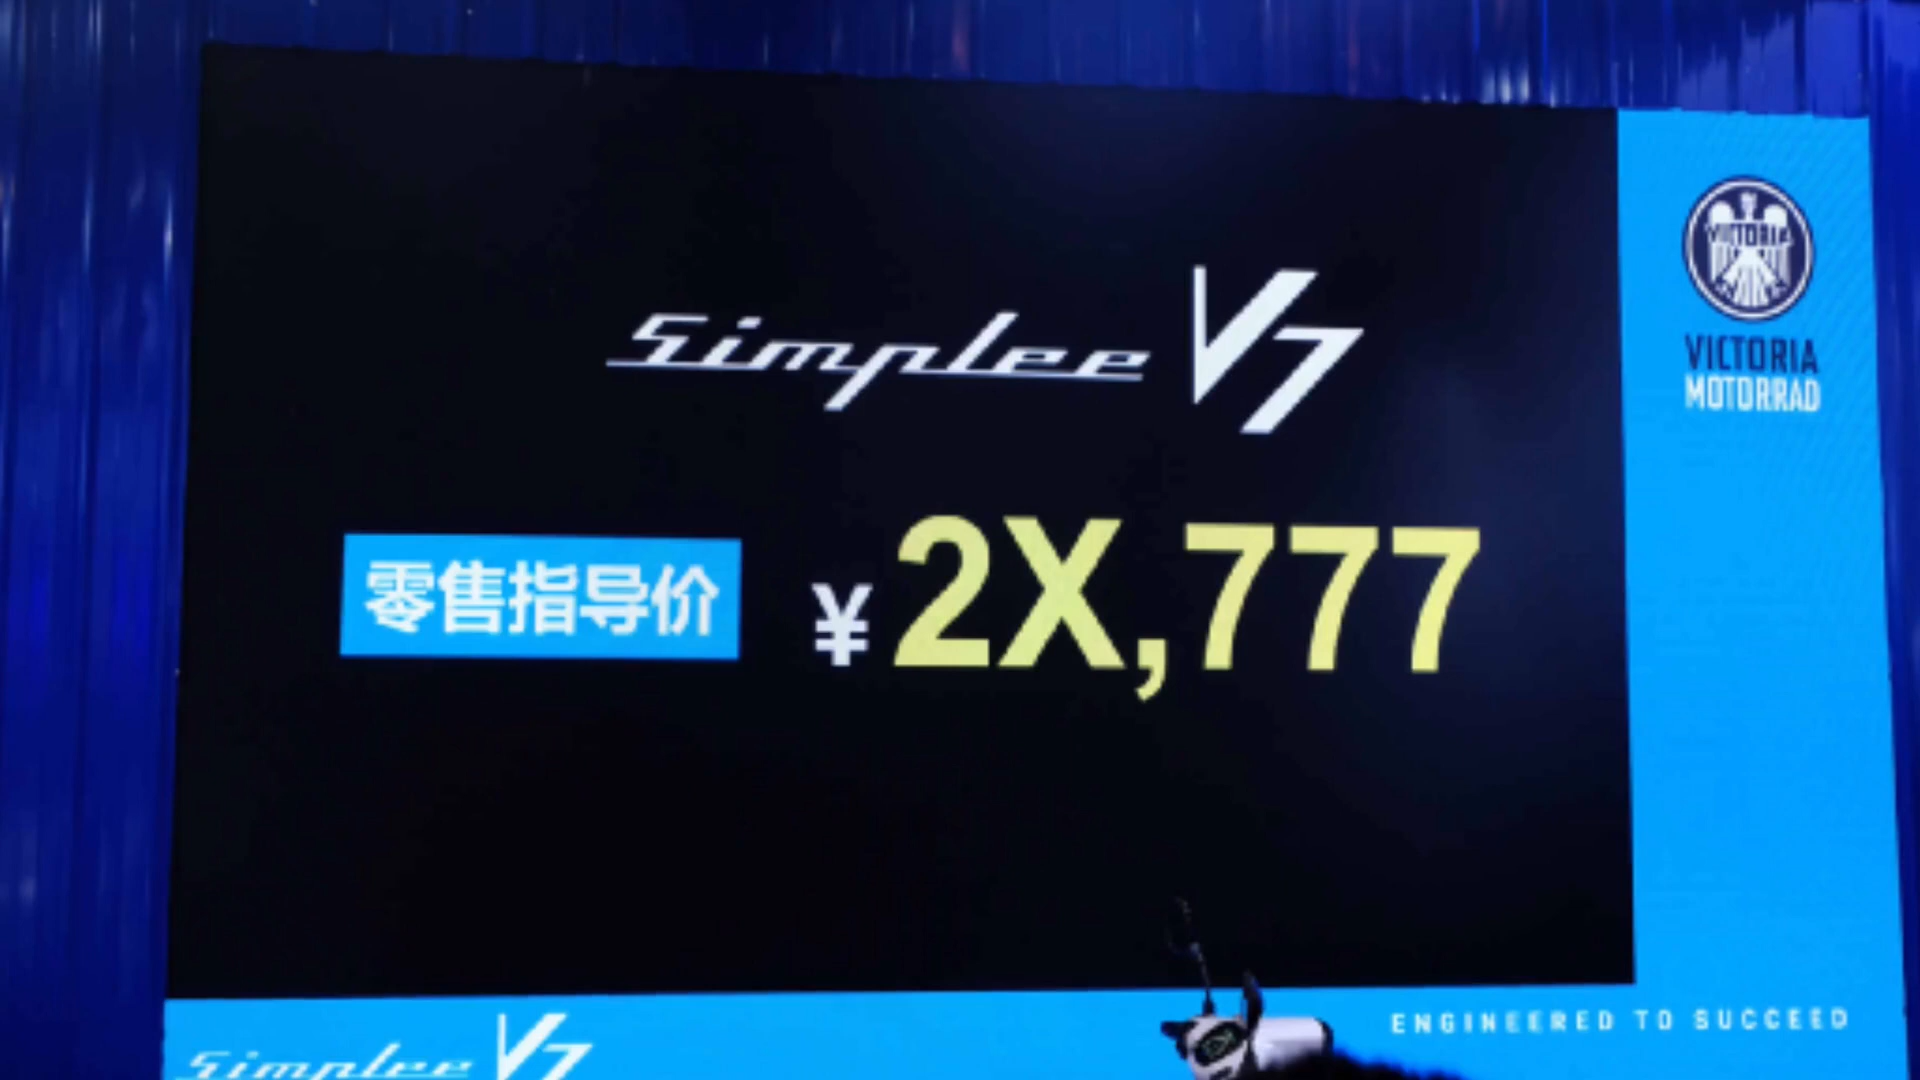 Simplee V7
零售指导价 ¥2X,777
VICTORIA
VICTORIA
MOTORRAD
ENGINEERED TO SUCCEED
Simplee V7